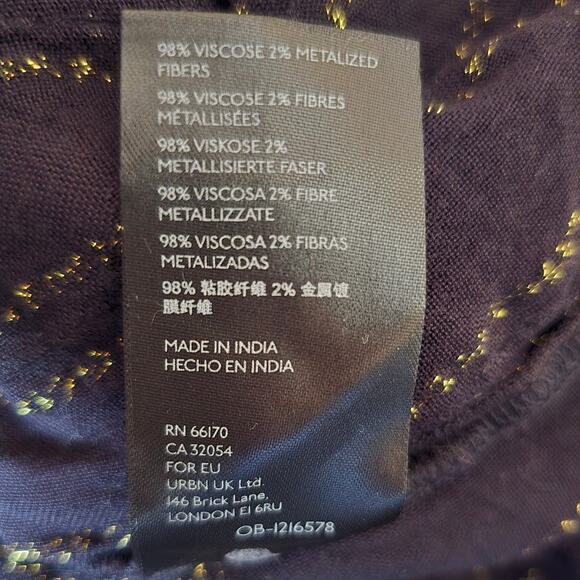 98% VISCOSE 2% METALIZED
FIBERS
98% VISCOSE 2% FIBRES
MÉTALLISÉES
98% VISKOSE 2%
METALLISIERTE FASER
98% VISCOSA 2% FIBRE
METALLIZZATE
98% VISCOSA 2% FIBRAS
METALIZADAS
98% 粘胶纤维 2% 金属镀
膜纤维
MADE IN INDIA
HECHO EN INDIA
RN 66170
CA 32054
FOR EU
URBN UK Ltd.
146 Brick Lane,
LONDON E1 6RU
OB-1216578